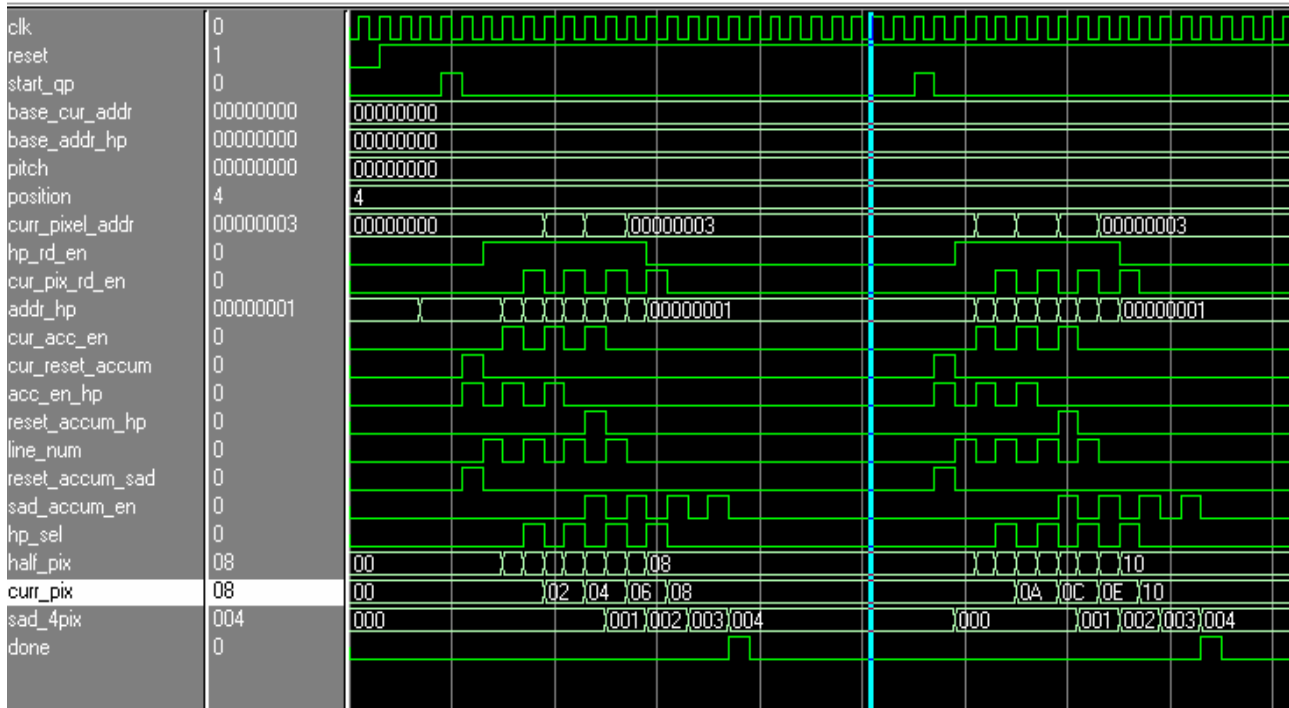 clk 0
reset 1
start_qp 0
base_cur_addr 00000000 00000000
base_addr_hp 00000000 00000000
pitch 00000000 00000000
position 4 4
curr_pixel_addr 00000003 00000000 00000003 00000003
hp_rd_en 0
cur_pix_rd_en 0
addr_hp 00000001 00000001 00000001
cur_acc_en 0
cur_reset_accum 0
acc_en_hp 0
reset_accum_hp 0
line_num 0
reset_accum_sad 0
sad_accum_en 0
hp_sel 0
half_pix 08 00 08 10
curr_pix 08 00 02 04 06 08 0A 0C 0E 10
sad_4pix 004 000 001 002 003 004 000 001 002 003 004
done 0